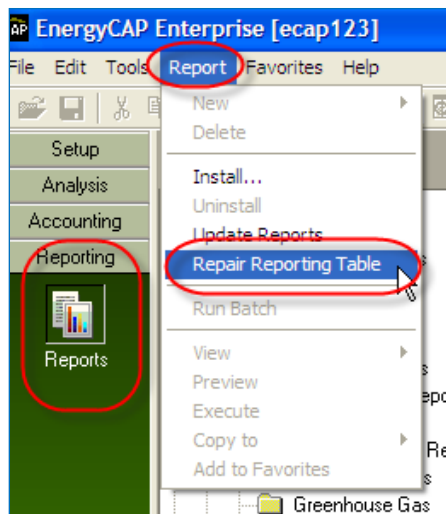 AP EnergyCAP Enterprise [ecap123]
File Edit Tools Report Favorites Help
Setup
Analysis
Accounting
Reporting
Reports
New
Delete
Install...
Uninstall
Update Reports
Repair Reporting Table
Run Batch
View
Preview
Execute
Copy to
Add to Favorites
Greenhouse Gas